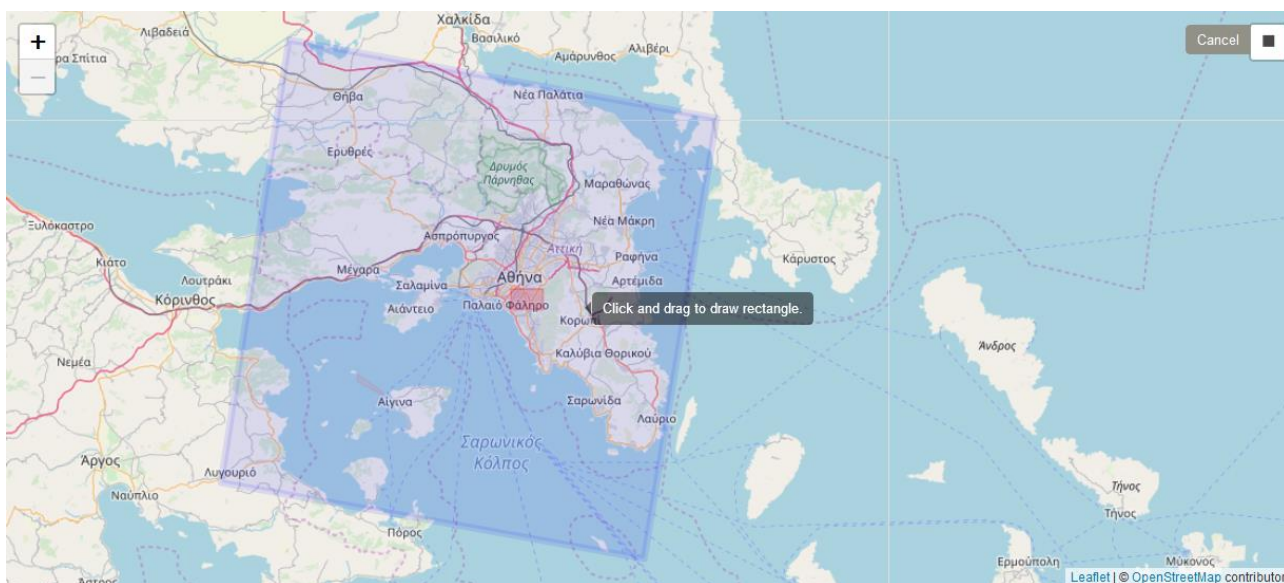 Χαλκίδα
Λιβαδειά
Βασιλικό
+
Cancel
Αλιβέρι
ρα Σπίτια
Αμάρυνθος
−
Θήβα
Νέα Παλάτια
Ερυθρές
Δρυμός
Πάρνηθας
Μαραθώνας
Νέα Μάκρη
Ξυλόκαστρο
Ασπρόπυργος
Αττική
Ραφήνα
Κάρυστος
Κιάτο
Μέγαρα
Αθήνα
Αρτέμιδα
Λουτράκι
Σαλαμίνα
Κόρινθος
Αιάντειο
Παλαιό Φάληρο
Click and drag to draw rectangle.
Κορωπ
Άνδρος
Καλύβια Θορικού
Νεμέα
Αίγινα
Σαρωνίδα
Λαύριο
Σαρωνικός
Κόλπος
Άργος
Λυγουριό
Τήνος
Ναύπλιο
Τήνος
Πόρος
Ερμούπολη
Μύκονος
Άστρος
Leaflet | © OpenStreetMap contributo